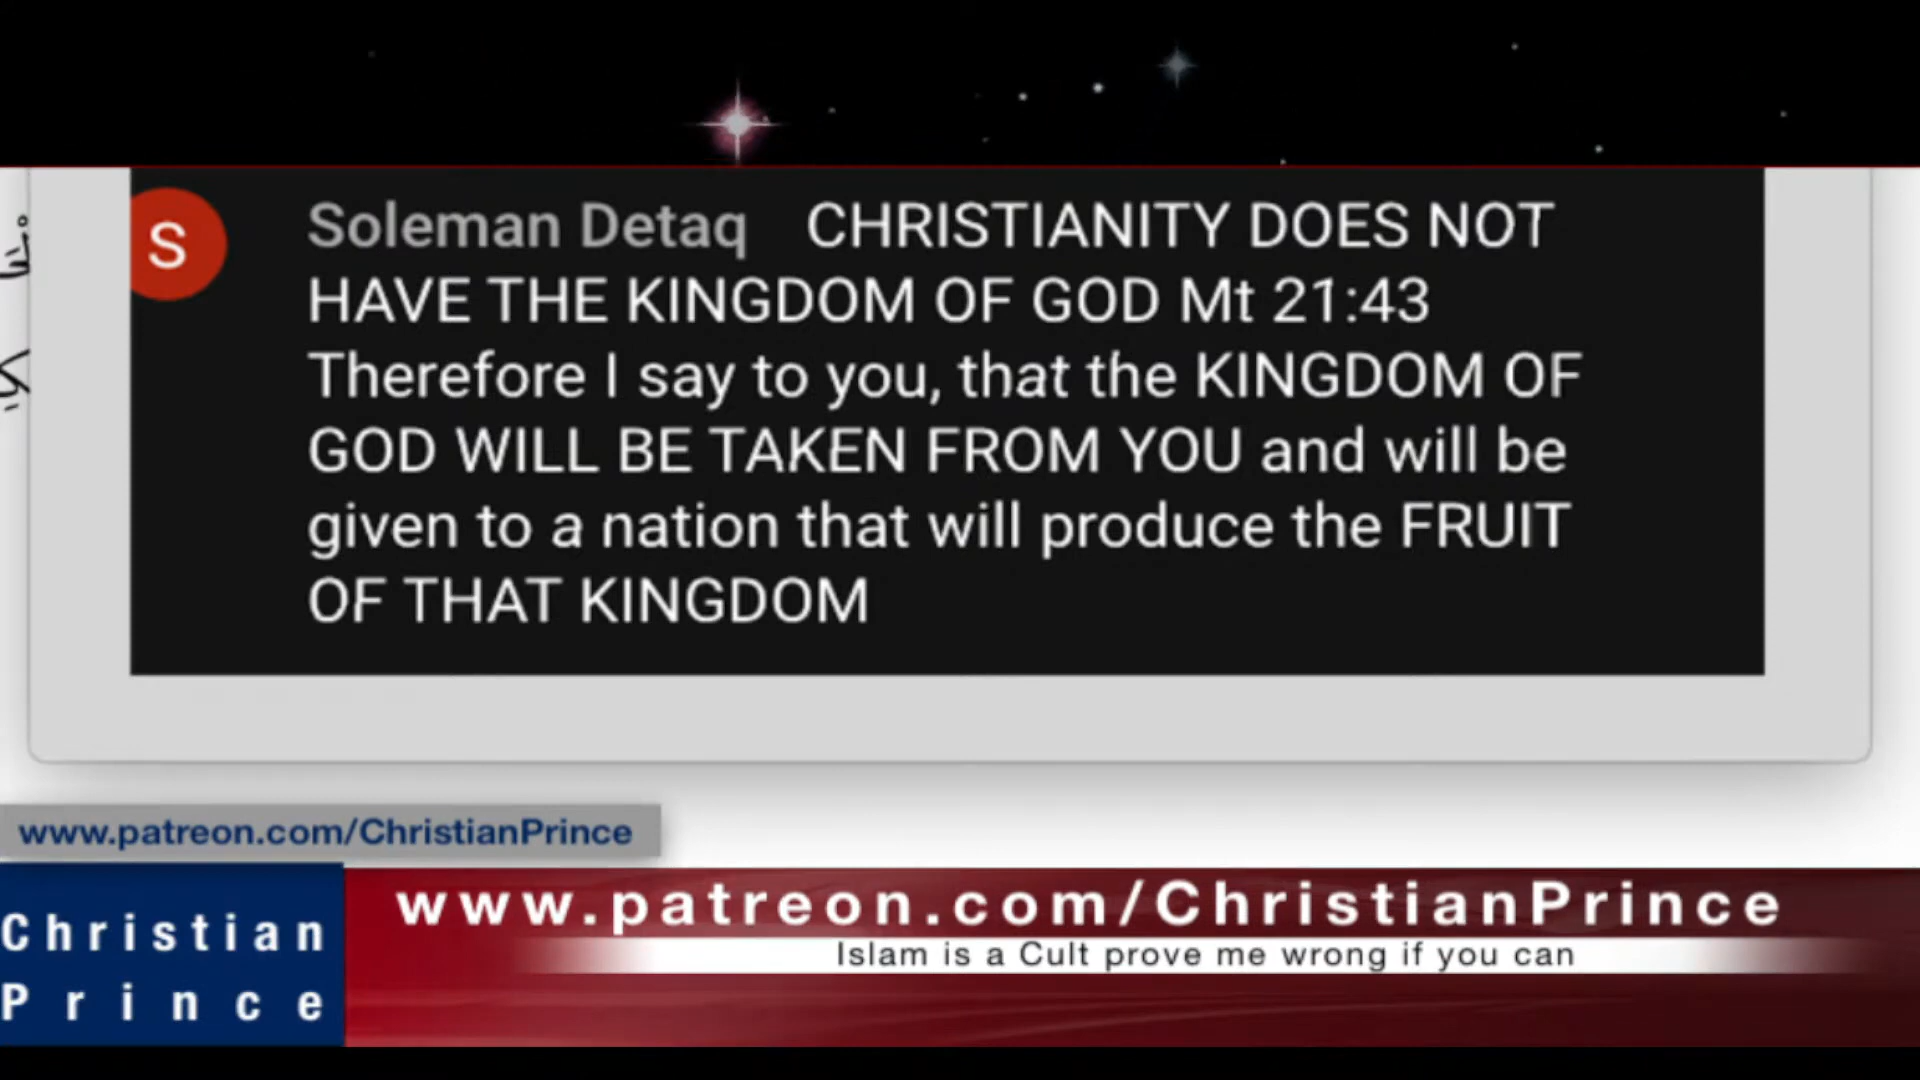 S
Soleman Detaq CHRISTIANITY DOES NOT
HAVE THE KINGDOM OF GOD Mt 21:43
Therefore I say to you, that the KINGDOM OF
GOD WILL BE TAKEN FROM YOU and will be
given to a nation that will produce the FRUIT
OF THAT KINGDOM
www.patreon.com/ChristianPrince
Christian
Prince
www.patreon.com/ChristianPrince
Islam is a Cult prove me wrong if you can